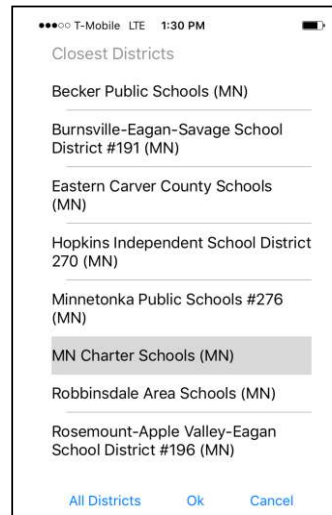 ●●●○○ T-Mobile LTE 1:30 PM
Closest Districts
Becker Public Schools (MN)
Burnsville-Eagan-Savage School
District #191 (MN)
Eastern Carver County Schools
(MN)
Hopkins Independent School District
270 (MN)
Minnetonka Public Schools #276
(MN)
MN Charter Schools (MN)
Robbinsdale Area Schools (MN)
Rosemount-Apple Valley-Eagan
School District #196 (MN)
All Districts Ok Cancel